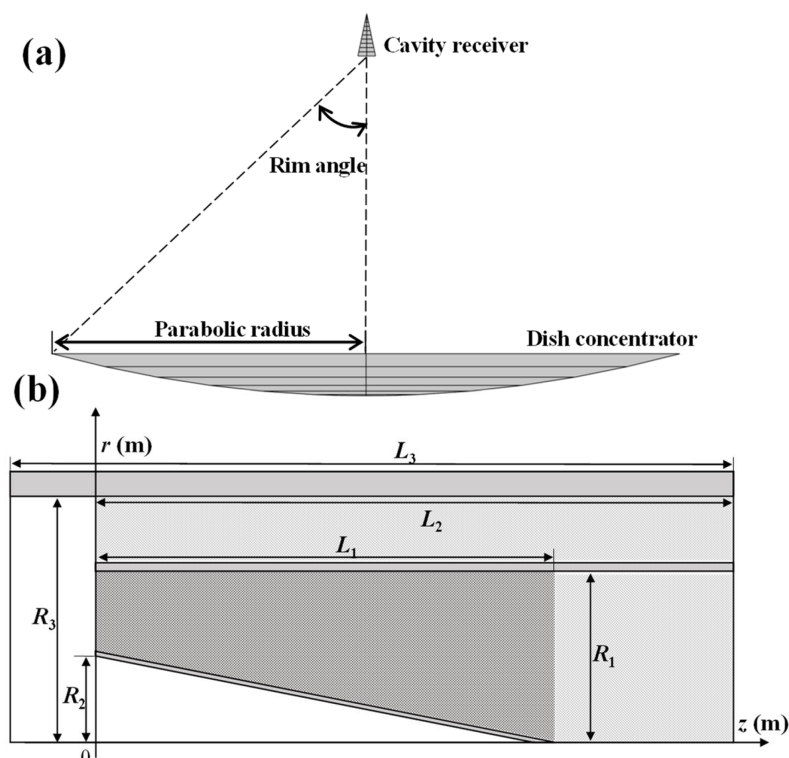 (a)
Cavity receiver
Rim angle
Parabolic radius
Dish concentrator
(b)
r (m)
L3
L2
L1
R3
R1
R2
z (m)
0